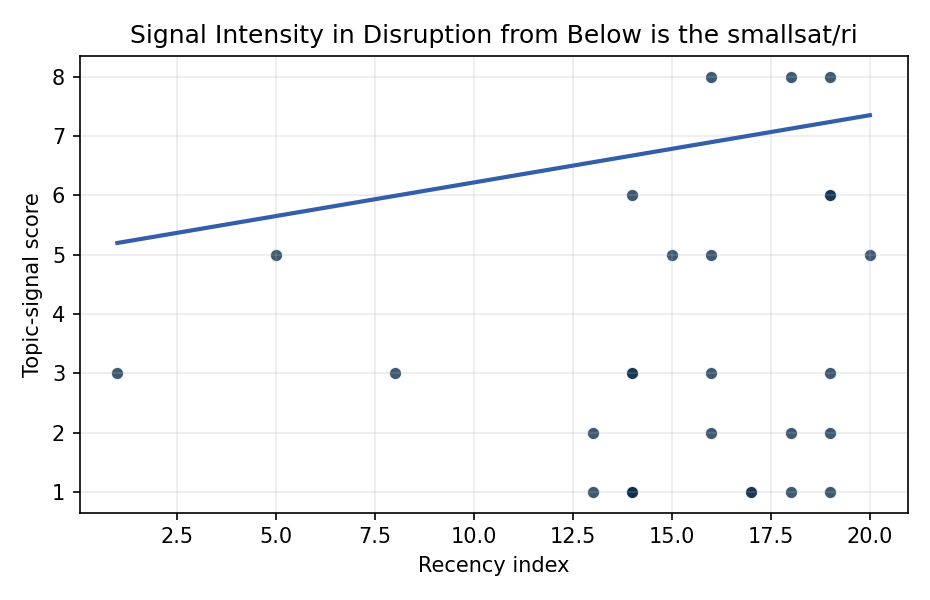 Signal Intensity in Disruption from Below is the smallsat/ri
Topic-signal score
8
7
6
5
4
3
2
1
2.5 5.0 7.5 10.0 12.5 15.0 17.5 20.0
Recency index